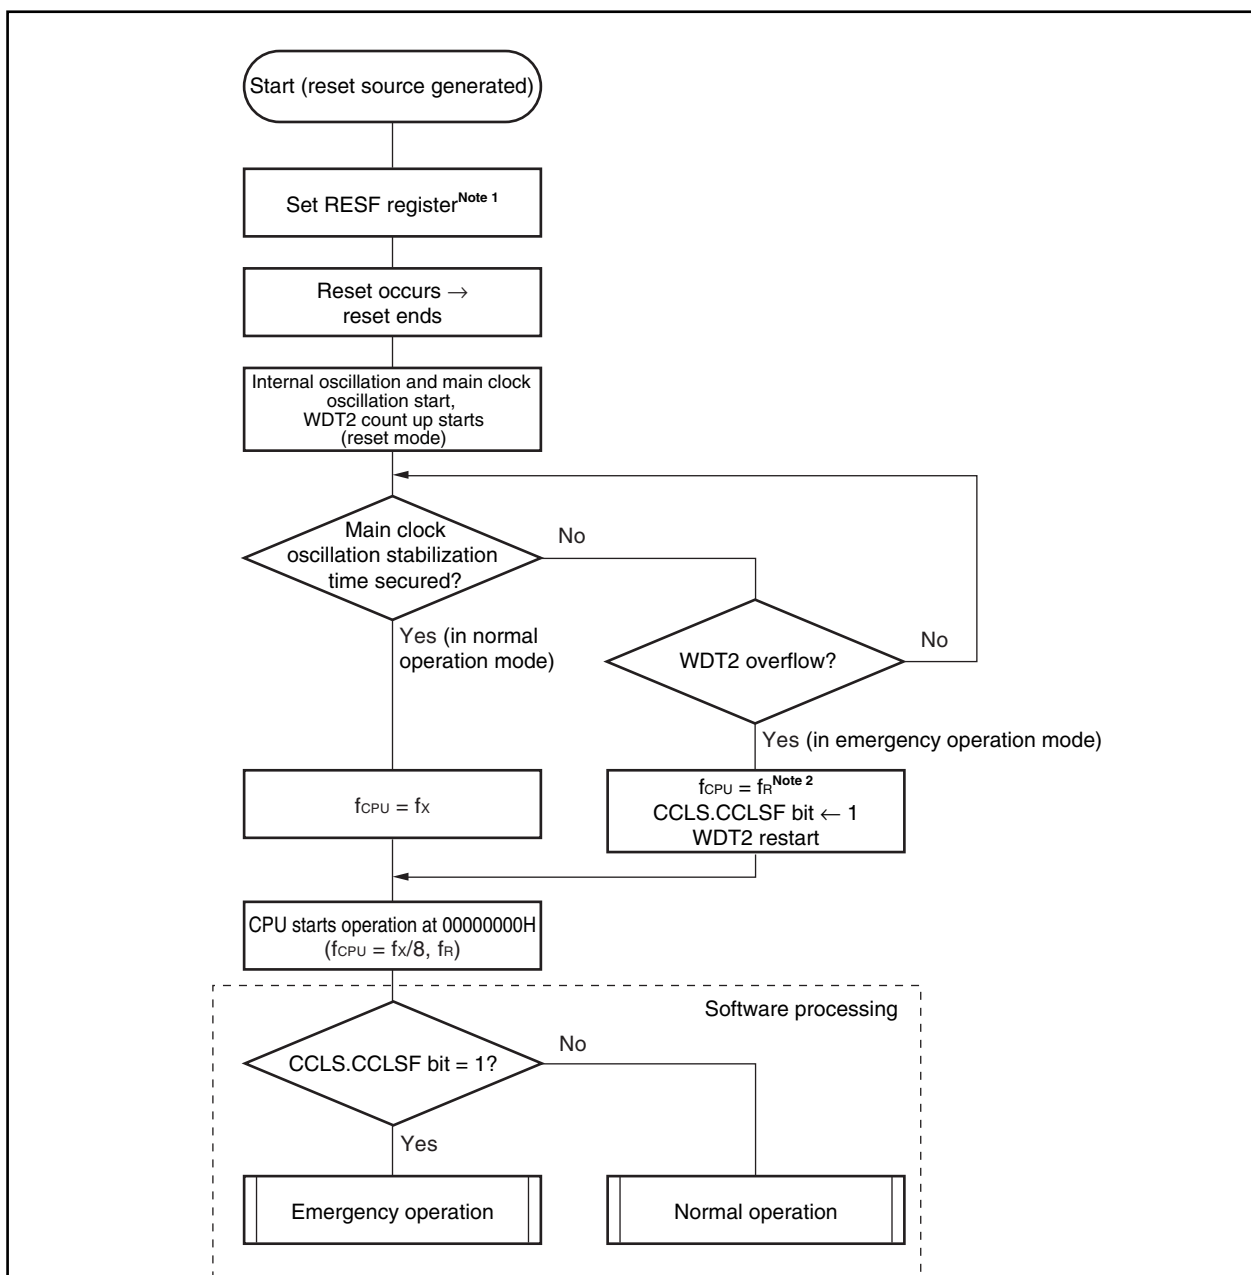 Start (reset source generated)
Set RESF register Note 1
Reset occurs →
reset ends
Internal oscillation and main clock
oscillation start,
WDT2 count up starts
(reset mode)
Main clock
oscillation stabilization
time secured?
No
Yes (in normal
operation mode)
WDT2 overflow?
No
Yes (in emergency operation mode)
fCPU = fX
fCPU = fR Note 2
CCLS.CCLSF bit ← 1
WDT2 restart
CPU starts operation at 00000000H
(fCPU = fX/8, fR)
Software processing
CCLS.CCLSF bit = 1?
No
Yes
Emergency operation
Normal operation